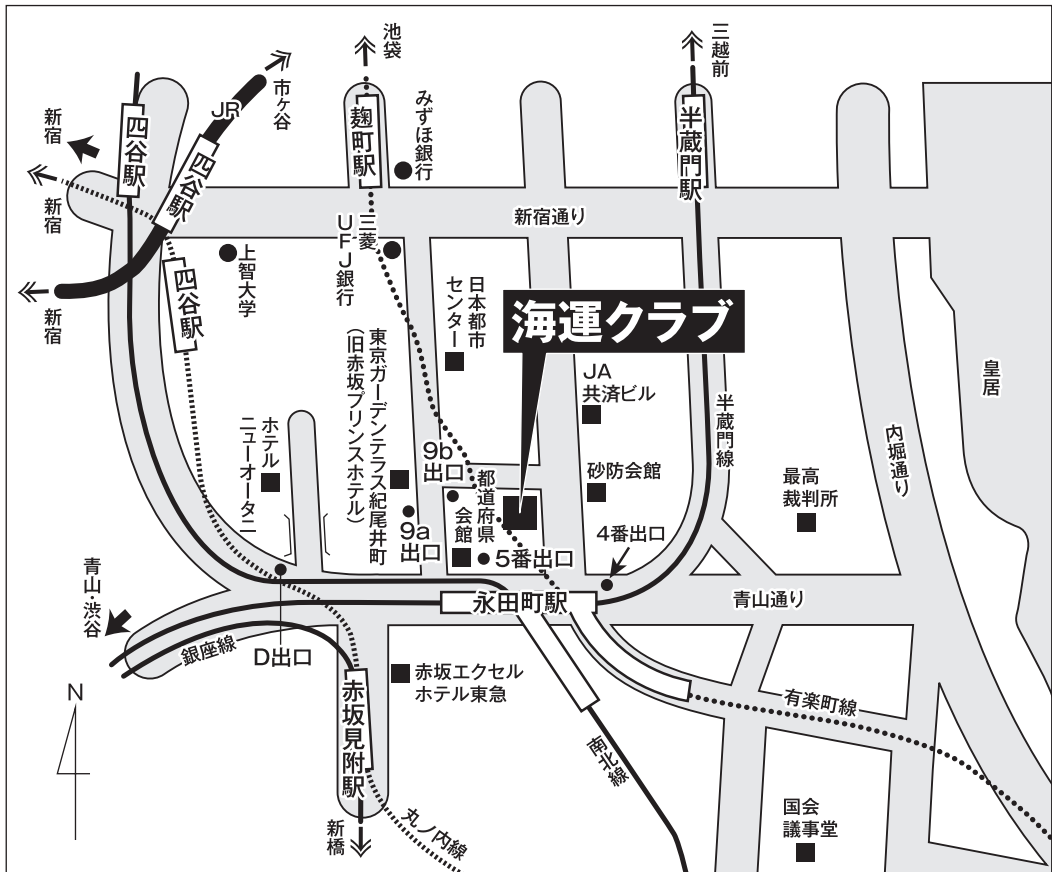 池袋
三越前
市ヶ谷
JR
新宿
四谷駅
四谷駅
新宿
麹町駅
みずほ銀行
半蔵門駅
新宿通り
三菱
UFJ銀行
上智大学
四谷駅
新宿
日本都市
センター
海運クラブ
皇居
JA
共済ビル
東京ガーデンテラス紀尾井町
(旧赤坂プリンスホテル)
半蔵門線
内堀通り
ホテル
ニューオータニ
9b
出口
都道府県
会館
砂防会館
最高
裁判所
9a
出口
5番出口
4番出口
青山・渋谷
永田町駅
青山通り
銀座線
D出口
赤坂エクセル
ホテル東急
N
赤坂見附駅
有楽町線
南北線
新橋
丸ノ内線
国会
議事堂